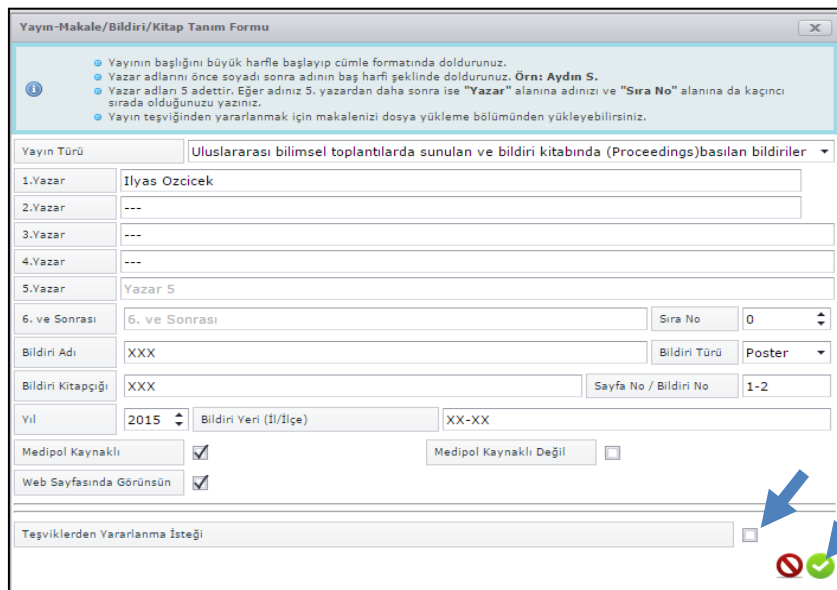 Yayın-Makale/Bildiri/Kitap Tanım Formu
Yayının başlığını büyük harfle başlayıp cümle formatında doldurunuz.
Yazar adlarını önce soyadı sonra adının baş harfi şeklinde doldurunuz. Örn: Aydın S.
Yazar adları 5 adettir. Eğer adınız 5. yazardan daha sonra ise "Yazar" alanına adınızı ve "Sıra No" alanına da kaçıncı
sırada olduğunuzu yazınız.
Yayın teşviğinden yararlanmak için makalenizi dosya yükleme bölümünden yükleyebilirsiniz.
Yayın Türü Uluslararası bilimsel toplantılarda sunulan ve bildiri kitabında (Proceedings)basılan bildiriler
1.Yazar Ilyas Ozcicek
2.Yazar ---
3.Yazar ---
4.Yazar ---
5.Yazar Yazar 5
6. ve Sonrası 6. ve Sonrası Sıra No 0
Bildiri Adı XXX Bildiri Türü Poster
Bildiri Kitapçığı XXX Sayfa No / Bildiri No 1-2
Yıl 2015 Bildiri Yeri (İl/İlçe) XX-XX
Medipol Kaynaklı Medipol Kaynaklı Değil
Web Sayfasında Görünsün
Teşviklerden Yararlanma İsteği